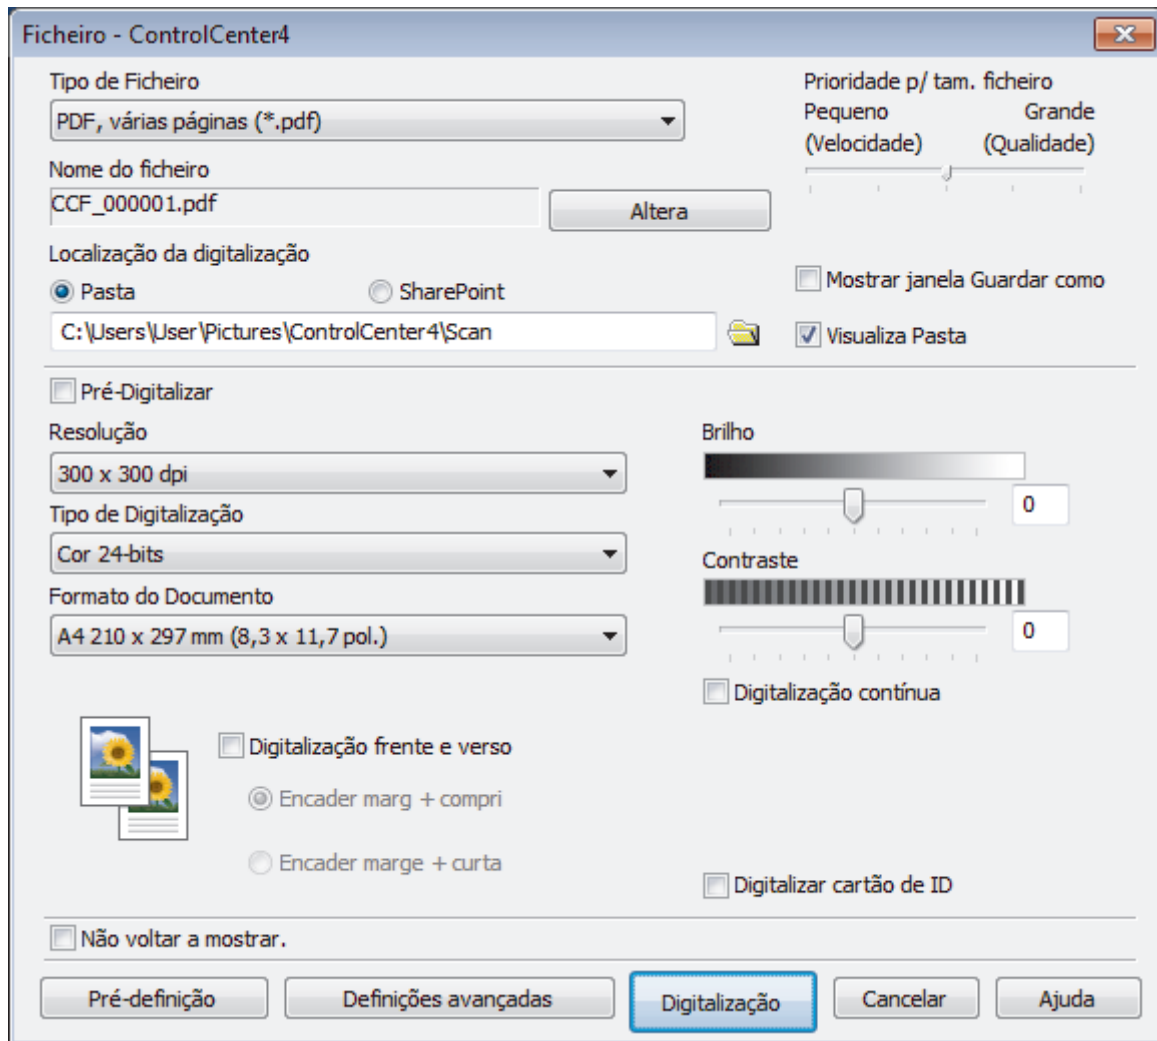 Ficheiro - ControlCenter4
Tipo de Ficheiro
PDF, várias páginas (*.pdf)
Nome do ficheiro
CCF_000001.pdf
Altera
Prioridade p/ tam. ficheiro
Pequeno Grande
(Velocidade) (Qualidade)
Localização da digitalização
Pasta SharePoint
C:\Users\User\Pictures\ControlCenter4\Scan
Mostrar janela Guardar como
Visualiza Pasta
Pré-Digitalizar
Resolução
300 x 300 dpi
Tipo de Digitalização
Cor 24-bits
Formato do Documento
A4 210 x 297 mm (8,3 x 11,7 pol.)
Brilho
0
Contraste
0
Digitalização contínua
Digitalização frente e verso
Encader marg + compri
Encader marge + curta
Digitalizar cartão de ID
Não voltar a mostrar.
Pré-definição Definições avançadas Digitalização Cancelar Ajuda